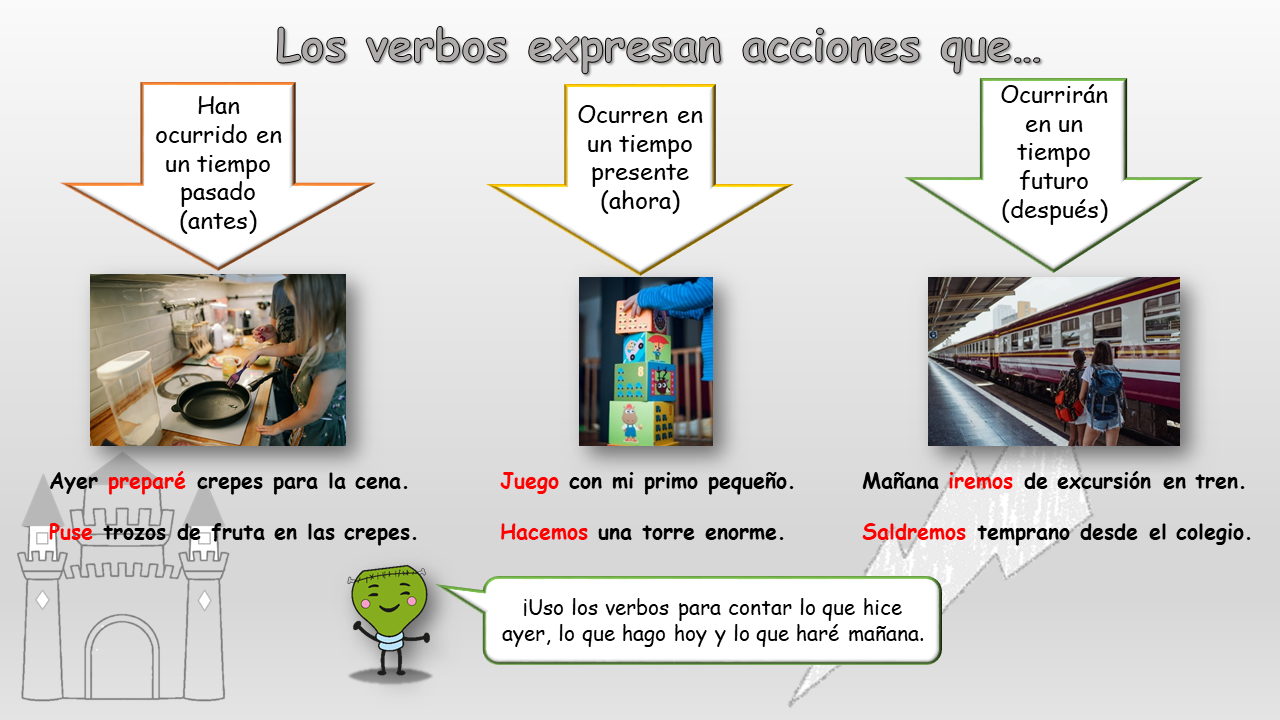 Los verbos expresan acciones que...
Han
ocurrido en
un tiempo
pasado
(antes)
Ocurren en
un tiempo
presente
(ahora)
Ocurrirán
en un
tiempo
futuro
(después)
Ayer preparé crepes para la cena.
Puse trozos de fruta en las crepes.
Juego con mi primo pequeño.
Hacemos una torre enorme.
Mañana iremos de excursión en tren.
Saldremos temprano desde el colegio.
¡Uso los verbos para contar lo que hice
ayer, lo que hago hoy y lo que haré mañana.